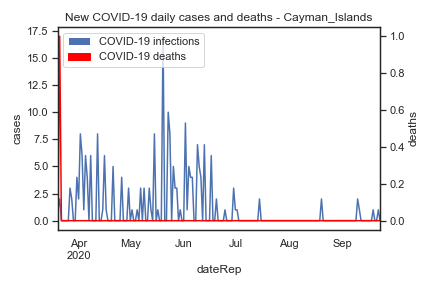 New COVID-19 daily cases and deaths - Cayman_Islands
COVID-19 infections
COVID-19 deaths
cases
17.5
15.0
12.5
10.0
7.5
5.0
2.5
0.0
deaths
1.0
0.8
0.6
0.4
0.2
0.0
Apr May Jun Jul Aug Sep
2020
dateRep